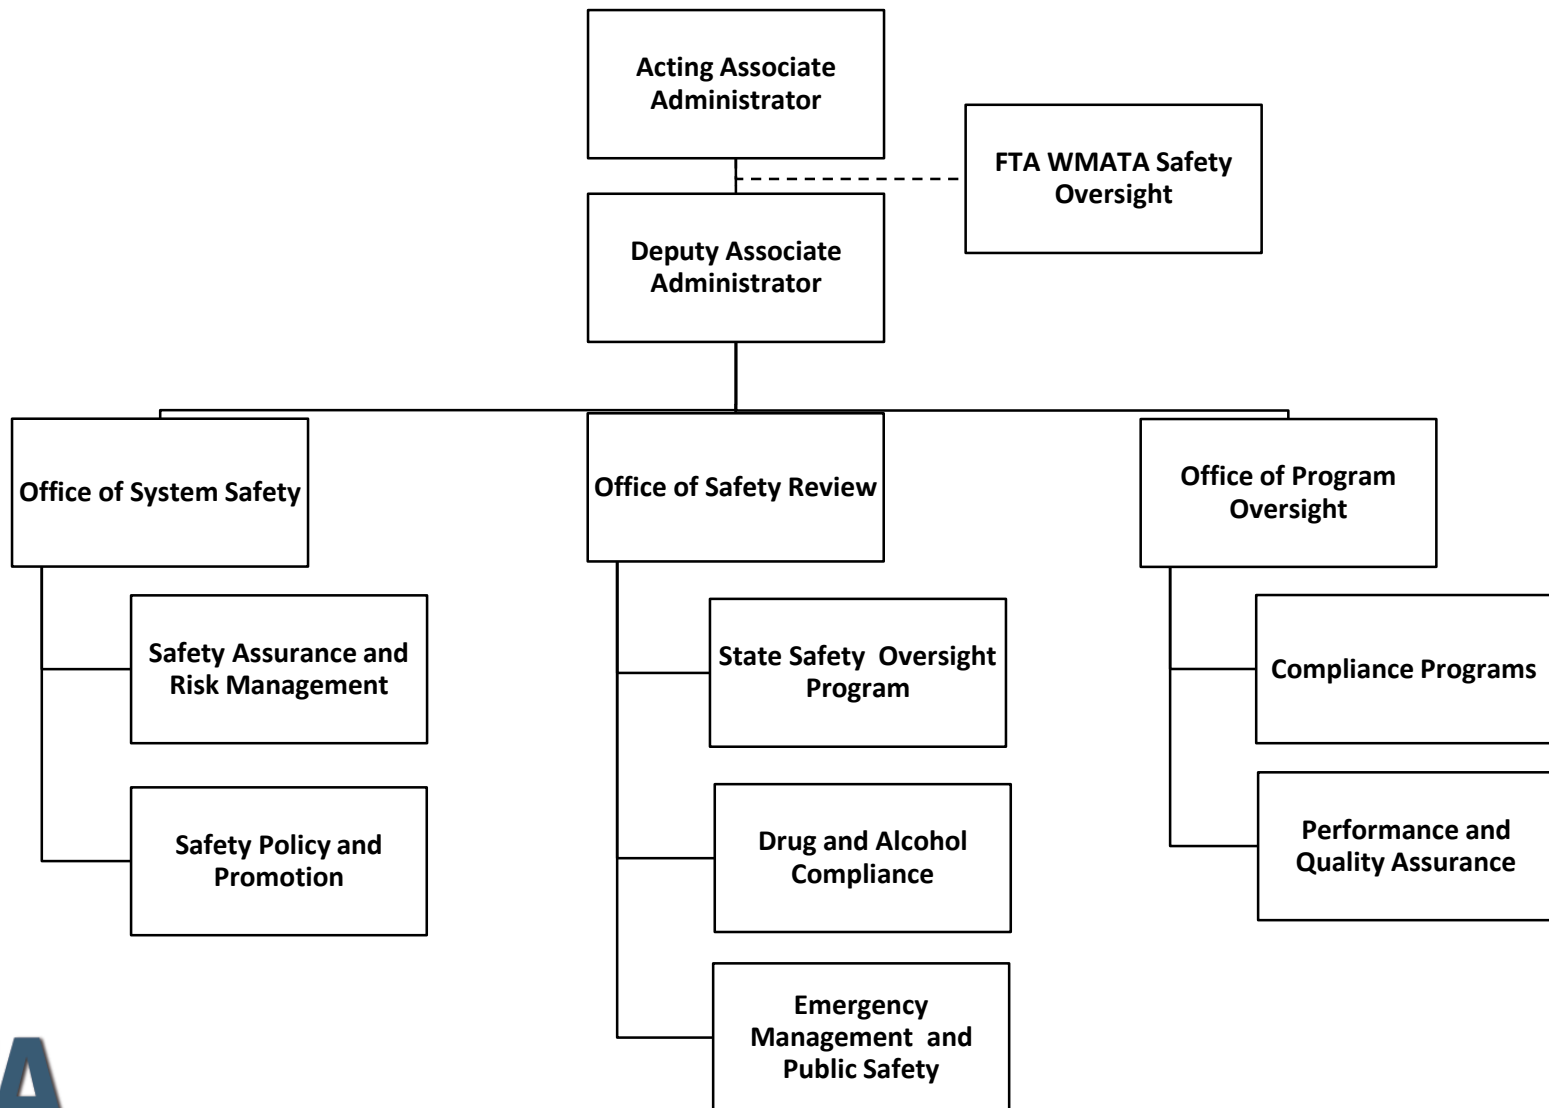 Acting Associate
Administrator
FTA WMATA Safety
Oversight
Deputy Associate
Administrator
Office of System Safety
Office of Safety Review
Office of Program
Oversight
Safety Assurance and
Risk Management
State Safety  Oversight
Program
Compliance Programs
Safety Policy and
Promotion
Drug and Alcohol
Compliance
Performance and
Quality Assurance
Emergency
Management  and
Public Safety
A